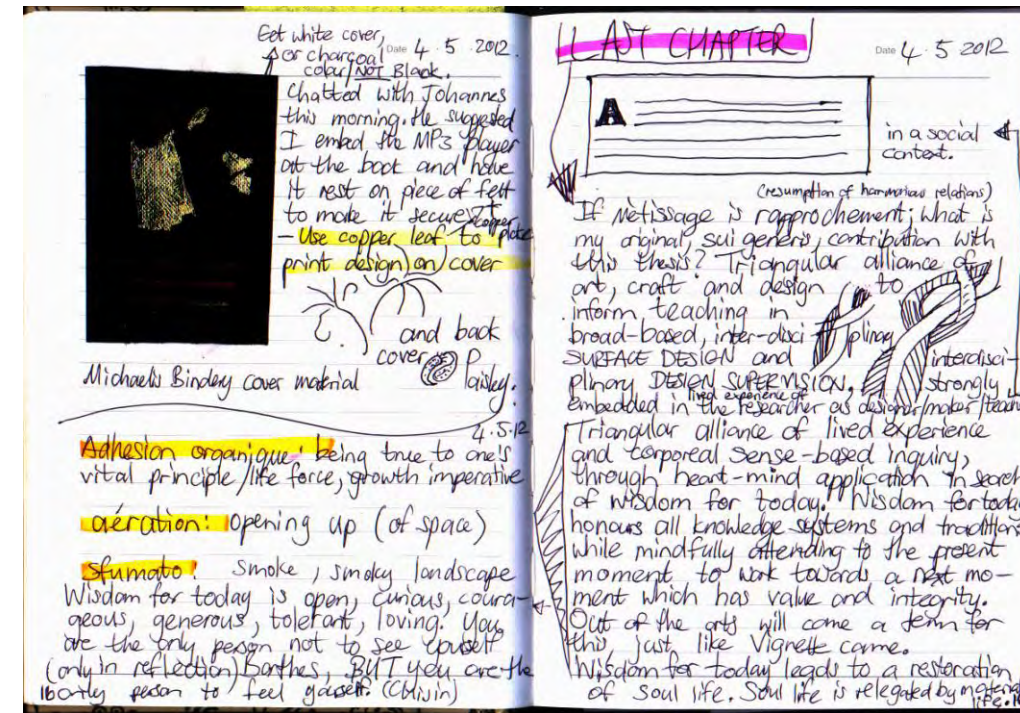 Get white cover,
or charcoal
color/NOT Black.
Date 4.5.2012.
Chatted with Johannes
this morning. He suggested
I embed the MP3 player
at the back and have
it rest on piece of felt
to make it secure.
copper
– Use copper leaf to plate
print design on cover
and back
cover
Paisley.
Michaelis Bindery cover material
4.5.12
Adhesion organique: being true to one's
vital principle/life force, growth imperative
aération: opening up (of space)
Sfumato: smoke, smoky landscape
Wisdom for today is open, curious, coura-
geous, generous, tolerant, loving. You
are the only person not to see yourself
(only in reflection) Barthes, BUT you are the
only person to feel yourself.
LAST CHAPTER
Date 4 5 2012
A
in a social
context.
(resumption of harmonious relations)
If Métissage is rapprochement; what is
my original, sui generis, contribution with
this thesis? Triangular alliance of
art, craft and design to
inform teaching in
broad-based, inter-disci plinary
SURFACE DESIGN and interdisci-
plinary DESIGN SUPERVISION, strongly
lived experience of
embedded in the researcher as designer/maker/teach
Triangular alliance of lived experience
and corporeal sense-based inquiry,
through heart-mind application in search
of wisdom for today. Wisdom for today
honours all knowledge systems and traditions
while mindfully attending to the present
moment to work towards a next mo-
ment which has value and integrity.
Out of the arts will come a term for
this, just like Vignette came.
Wisdom for today leads to a restoration
of soul life. Soul life is relegated by material
life.